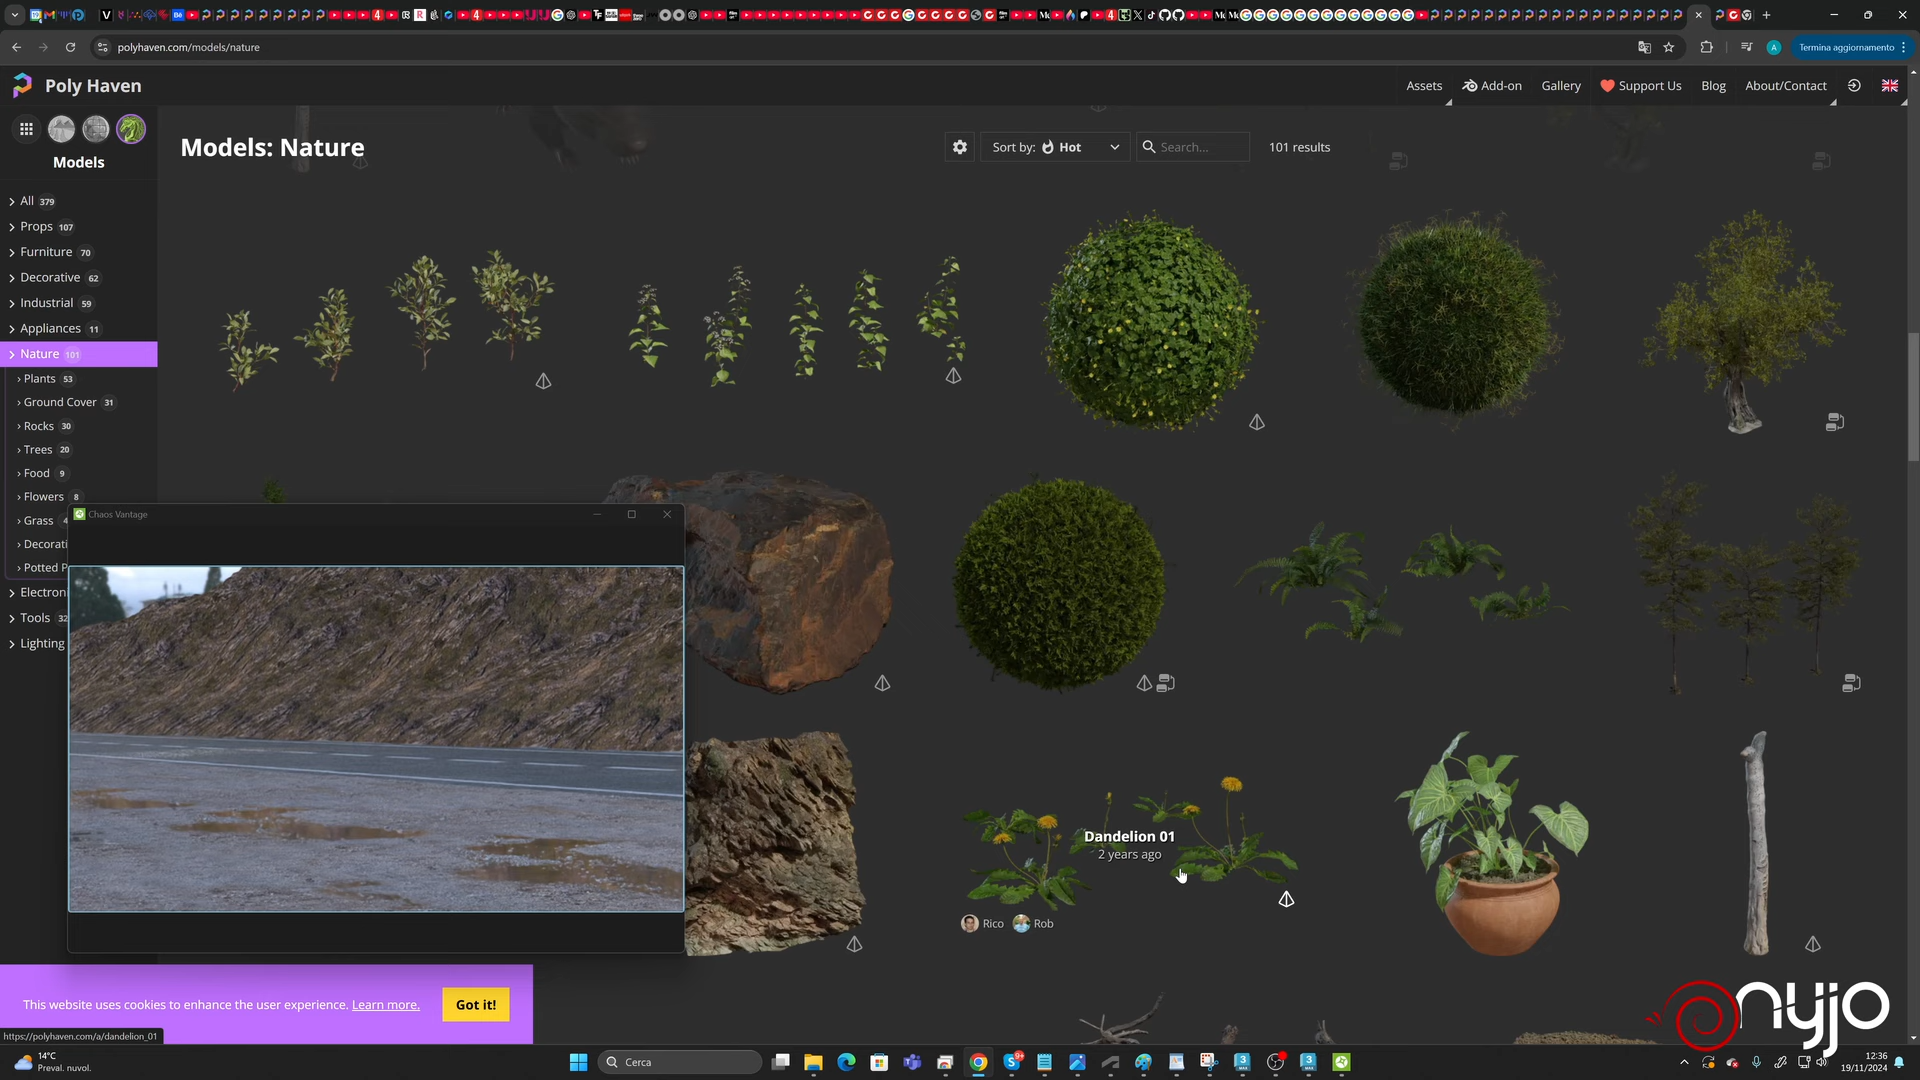 polyhaven.com/models/nature
Termina aggiornamento
Poly Haven
Assets
Add-on
Gallery
Support Us
Blog
About/Contact
Models
Models: Nature
Sort by: Hot
Search...
101 results
All 379
Props 107
Furniture 70
Decorative 62
Industrial 59
Appliances 11
Nature 101
Plants 53
Ground Cover 31
Rocks 30
Trees 20
Food 9
Flowers 8
Grass 4
Decorati
Potted P
Electron
Tools 32
Lighting
Chaos Vantage
Dandelion 01
2 years ago
Rico Rob
This website uses cookies to enhance the user experience. Learn more.
Got it!
https://polyhaven.com/a/dandelion_01
nyjo
14°C
Preval. nuvol.
Cerca
12:36
19/11/2024